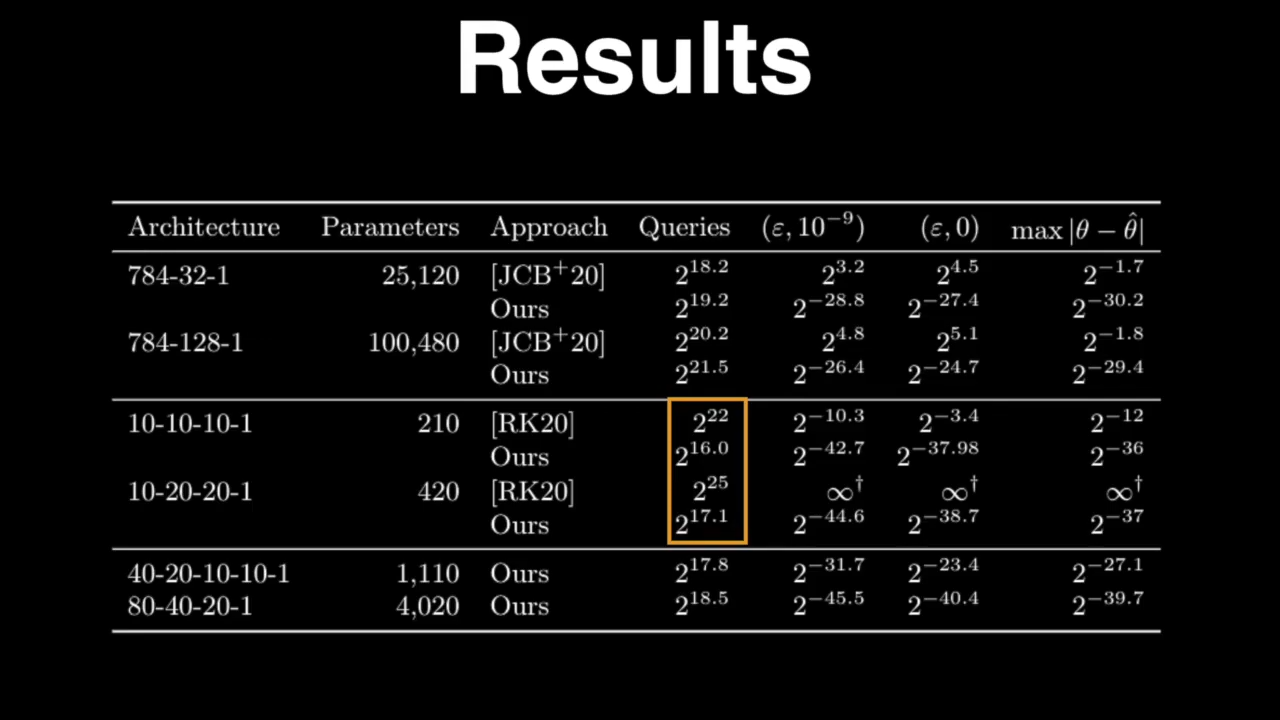 Results
Architecture Parameters Approach Queries (ε, 10⁻⁹) (ε, 0) max |θ − θ̂|
784-32-1 25,120 [JCB⁺20] 2^18.2 2^3.2 2^4.5 2^−1.7
Ours 2^19.2 2^−28.8 2^−27.4 2^−30.2
784-128-1 100,480 [JCB⁺20] 2^20.2 2^4.8 2^5.1 2^−1.8
Ours 2^21.5 2^−26.4 2^−24.7 2^−29.4
10-10-10-1 210 [RK20] 2^22 2^−10.3 2^−3.4 2^−12
Ours 2^16.0 2^−42.7 2^−37.98 2^−36
10-20-20-1 420 [RK20] 2^25 ∞† ∞† ∞†
Ours 2^17.1 2^−44.6 2^−38.7 2^−37
40-20-10-10-1 1,110 Ours 2^17.8 2^−31.7 2^−23.4 2^−27.1
80-40-20-1 4,020 Ours 2^18.5 2^−45.5 2^−40.4 2^−39.7